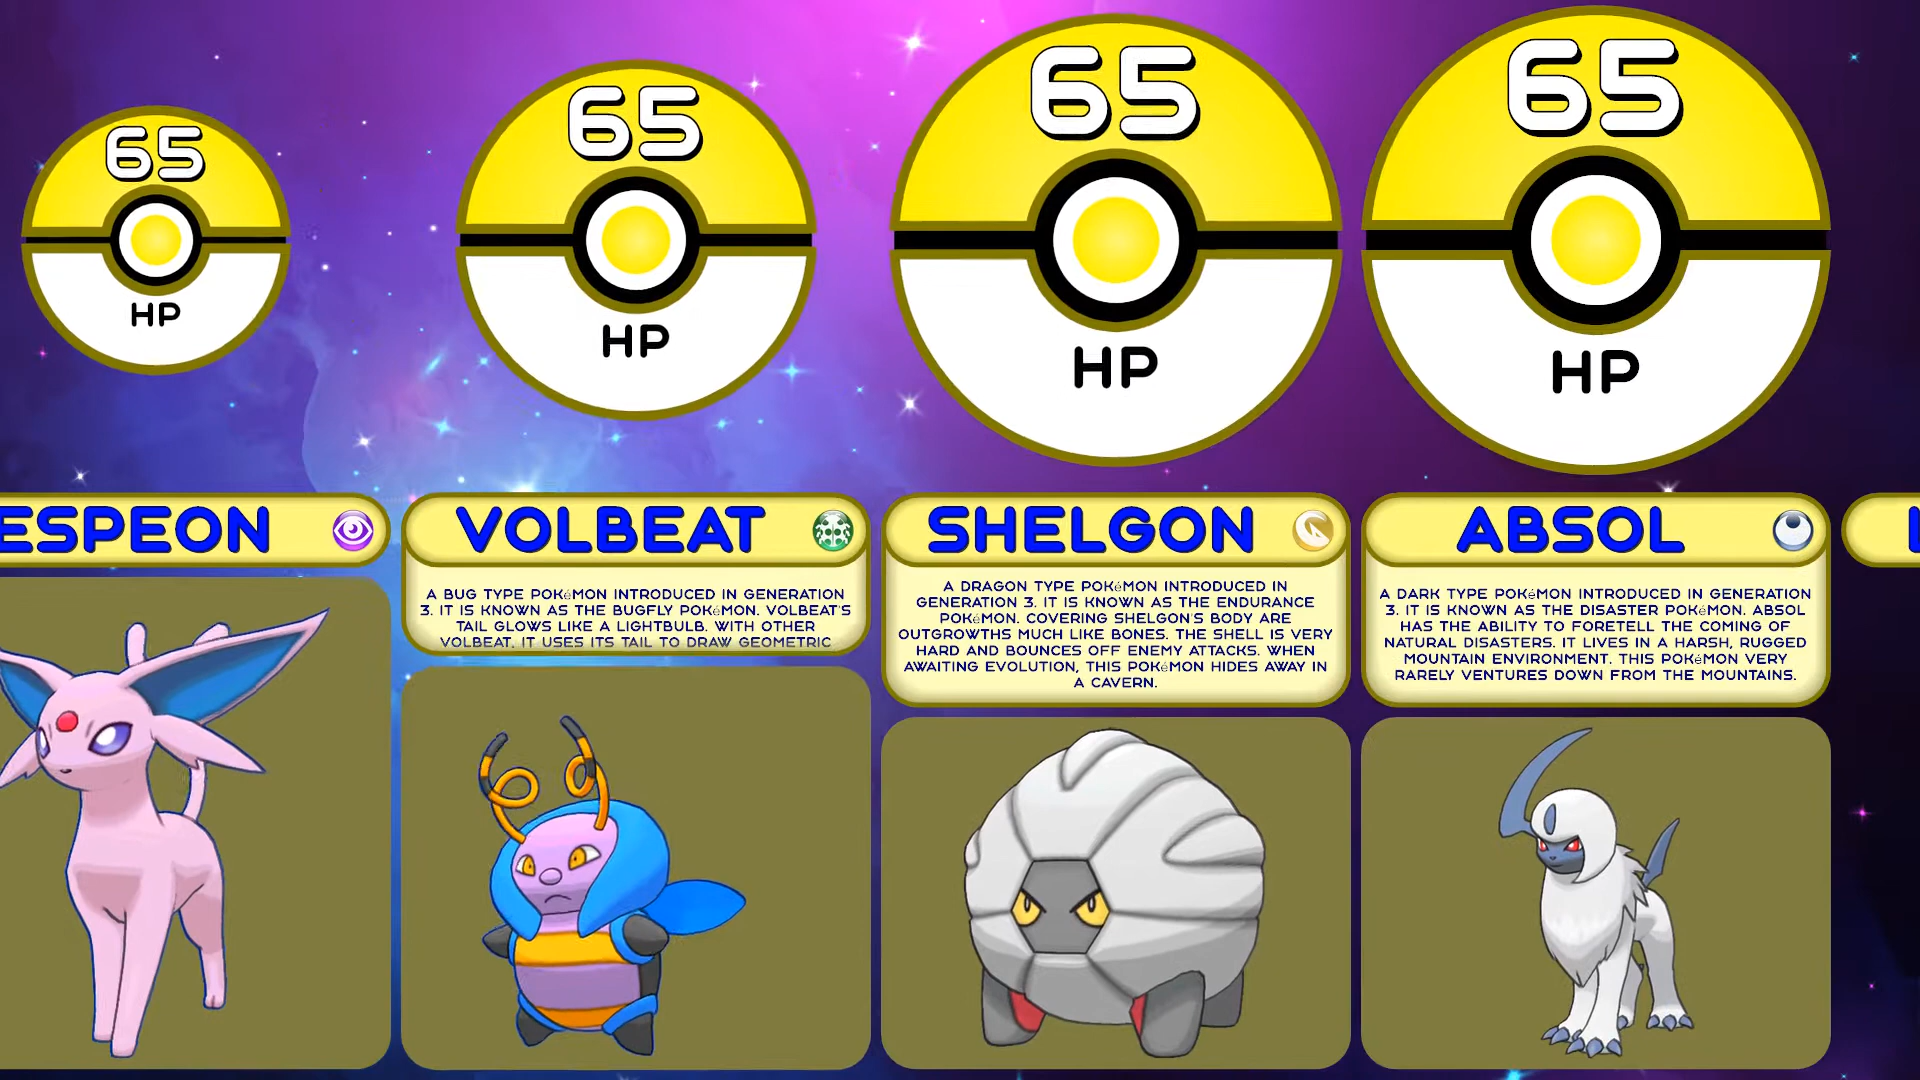 65
HP
65
HP
65
HP
65
HP
ESPEON
VOLBEAT
A BUG TYPE POKéMON INTRODUCED IN GENERATION
3. IT IS KNOWN AS THE BUGFLY POKéMON. VOLBEAT'S
TAIL GLOWS LIKE A LIGHTBULB. WITH OTHER
VOLBEAT, IT USES ITS TAIL TO DRAW GEOMETRIC
SHELGON
A DRAGON TYPE POKéMON INTRODUCED IN
GENERATION 3. IT IS KNOWN AS THE ENDURANCE
POKéMON. COVERING SHELGON'S BODY ARE
OUTGROWTHS MUCH LIKE BONES. THE SHELL IS VERY
HARD AND BOUNCES OFF ENEMY ATTACKS. WHEN
AWAITING EVOLUTION, THIS POKéMON HIDES AWAY IN
A CAVERN.
ABSOL
A DARK TYPE POKéMON INTRODUCED IN GENERATION
3. IT IS KNOWN AS THE DISASTER POKéMON. ABSOL
HAS THE ABILITY TO FORETELL THE COMING OF
NATURAL DISASTERS. IT LIVES IN A HARSH, RUGGED
MOUNTAIN ENVIRONMENT. THIS POKéMON VERY
RARELY VENTURES DOWN FROM THE MOUNTAINS.